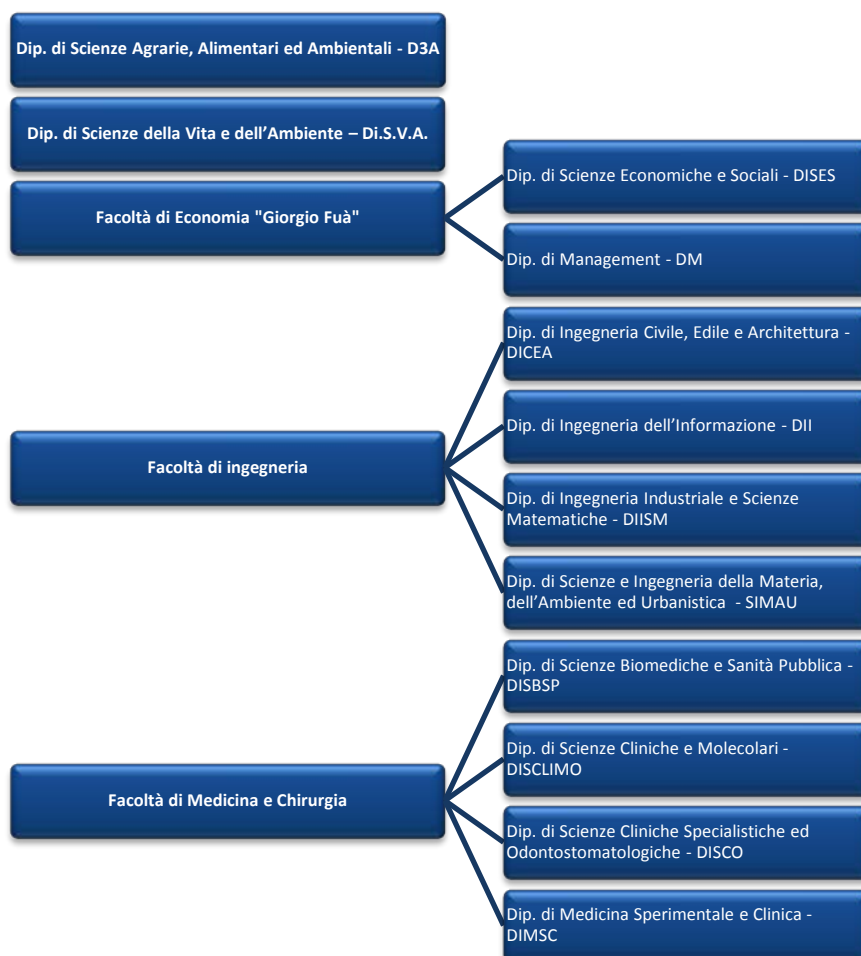 Dip. di Scienze Agrarie, Alimentari ed Ambientali - D3A
Dip. di Scienze della Vita e dell’Ambiente – Di.S.V.A.
Facoltà di Economia "Giorgio Fuà"
Dip. di Scienze Economiche e Sociali - DISES
Dip. di Management - DM
Facoltà di ingegneria
Dip. di Ingegneria Civile, Edile e Architettura -
DICEA
Dip. di Ingegneria dell’Informazione - DII
Dip. di Ingegneria Industriale e Scienze
Matematiche - DIISM
Dip. di Scienze e Ingegneria della Materia,
dell’Ambiente ed Urbanistica - SIMAU
Facoltà di Medicina e Chirurgia
Dip. di Scienze Biomediche e Sanità Pubblica -
DISBSP
Dip. di Scienze Cliniche e Molecolari -
DISCLIMO
Dip. di Scienze Cliniche Specialistiche ed
Odontostomatologiche - DISCO
Dip. di Medicina Sperimentale e Clinica -
DIMSC